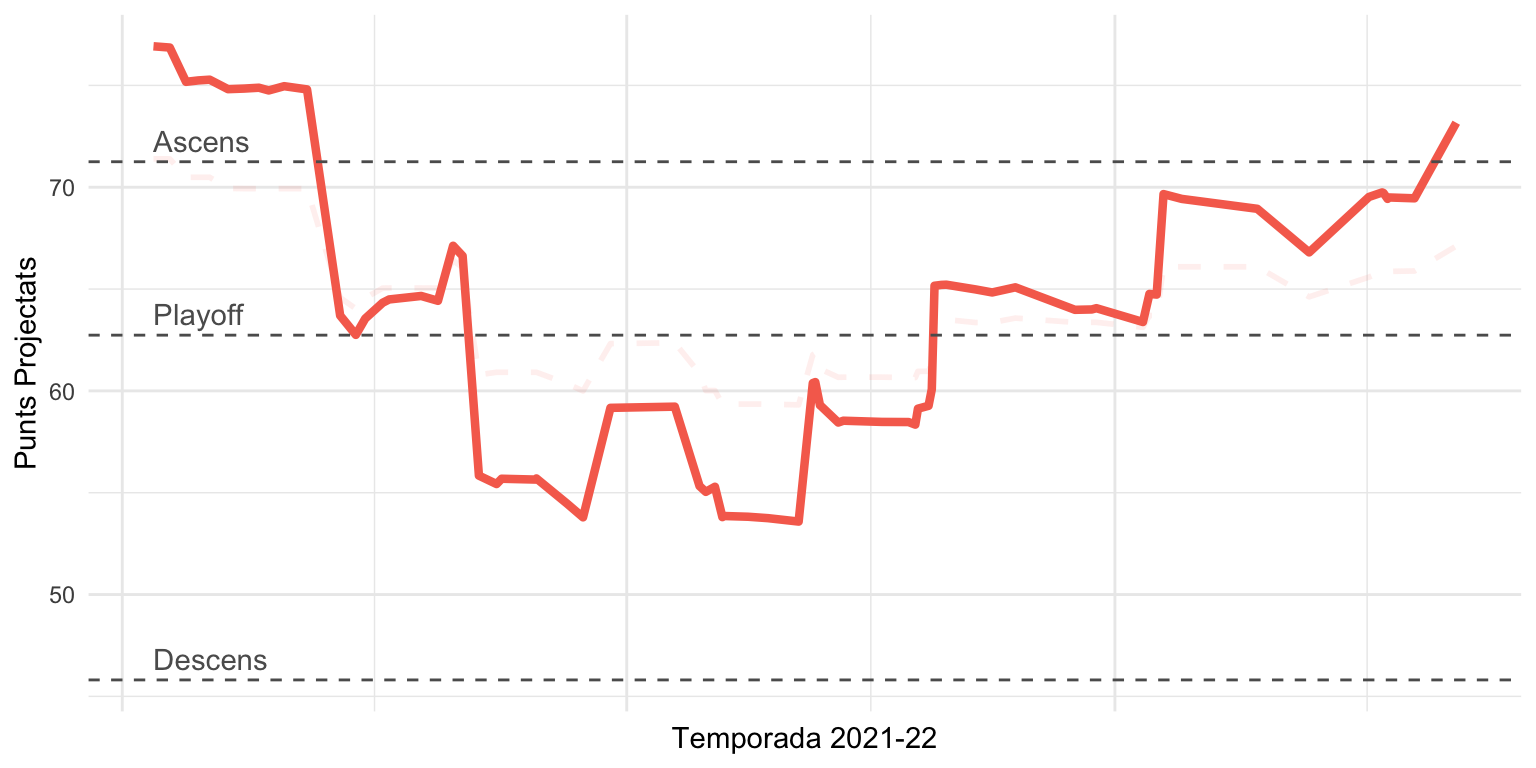 Ascens
70
Playoff
60
Punts Projectats
50
Descens
Temporada 2021-22